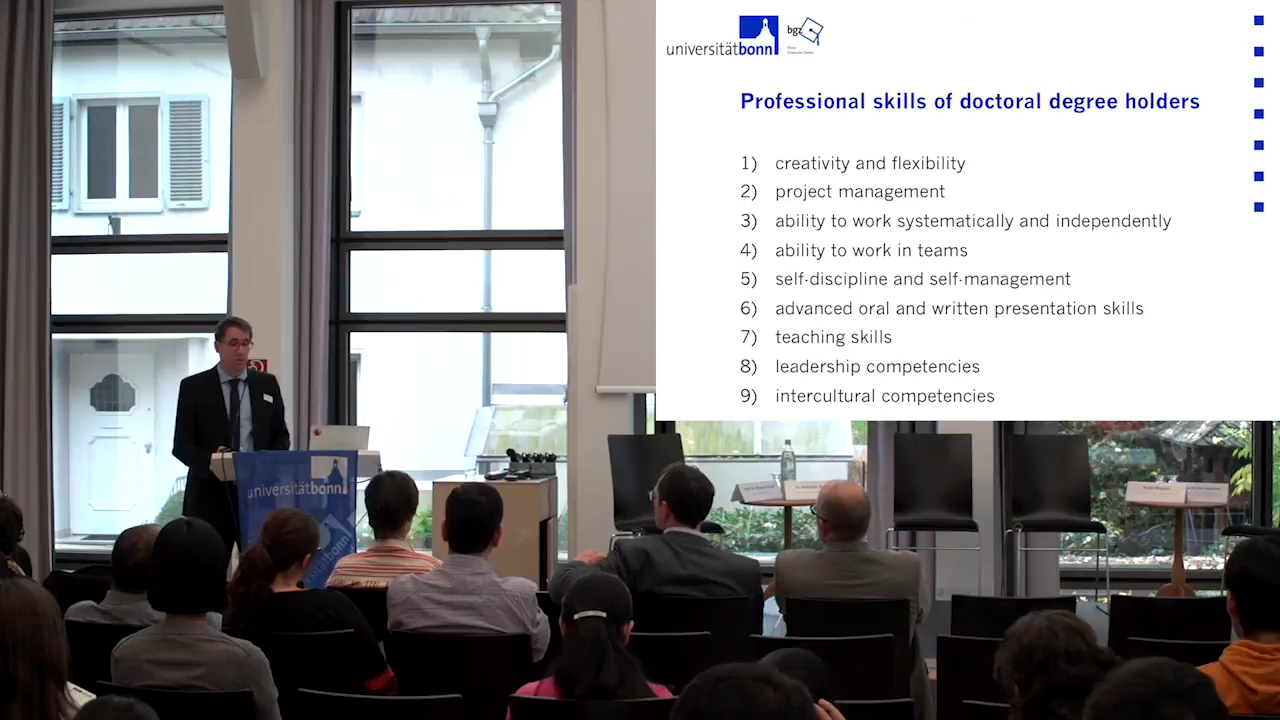 universitätbonn
bgz
Professional skills of doctoral degree holders
1) creativity and flexibility
2) project management
3) ability to work systematically and independently
4) ability to work in teams
5) self-discipline and self-management
6) advanced oral and written presentation skills
7) teaching skills
8) leadership competencies
9) intercultural competencies
universitätbonn